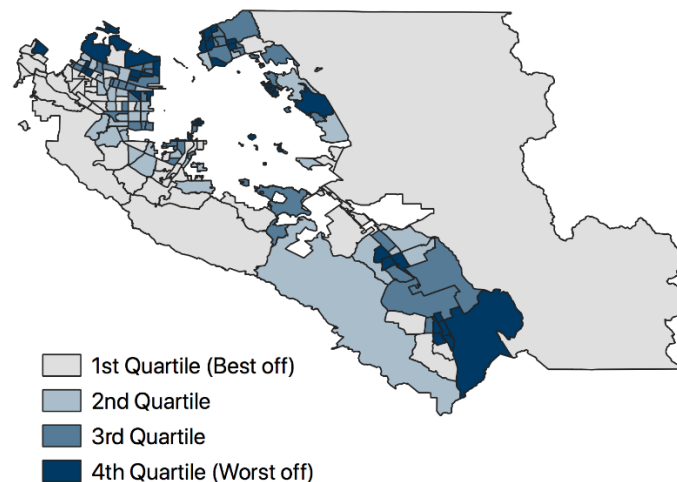 1st Quartile (Best off)
2nd Quartile
3rd Quartile
4th Quartile (Worst off)